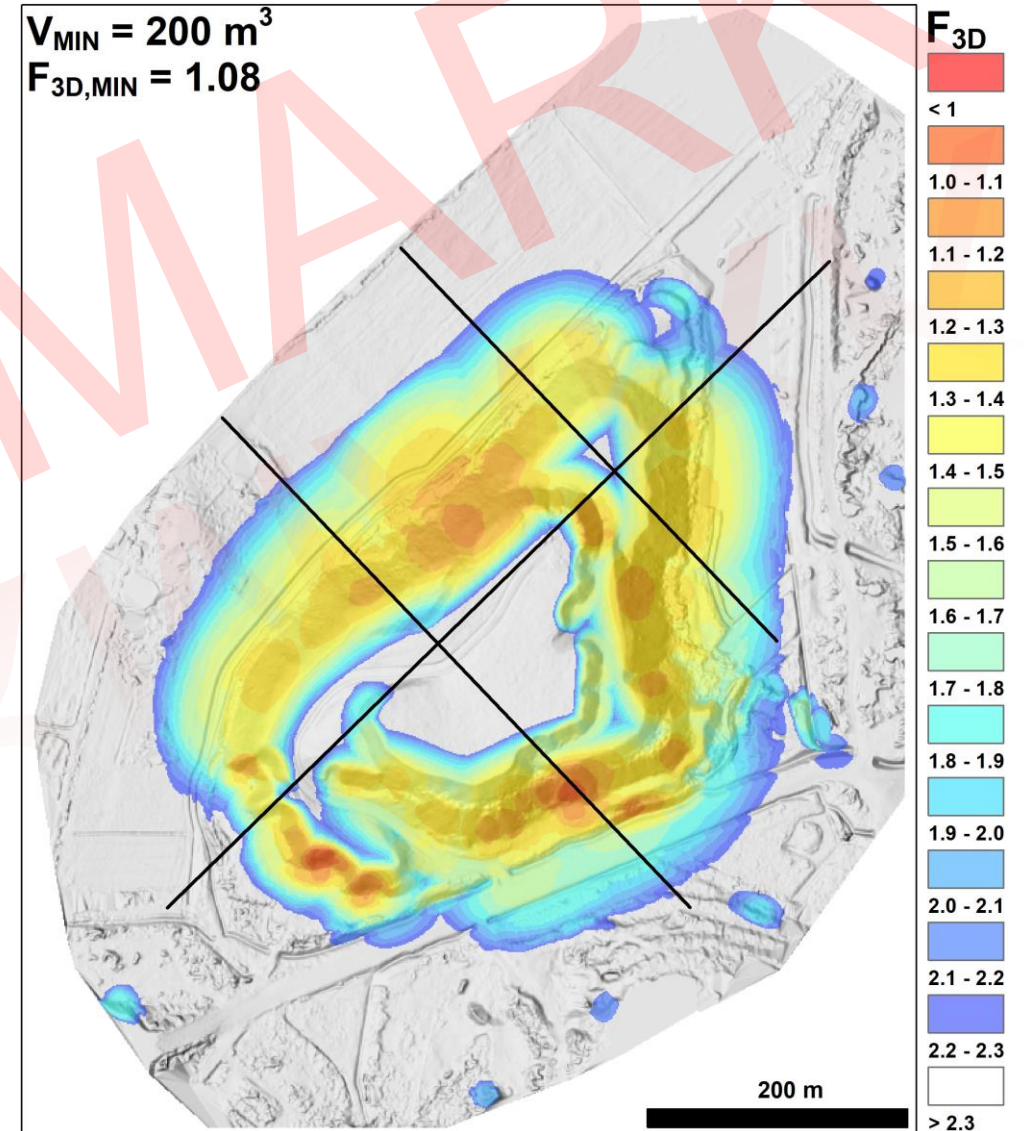 V_MIN = 200 m³
F_3D,MIN = 1.08
F_3D
< 1
1.0 - 1.1
1.1 - 1.2
1.2 - 1.3
1.3 - 1.4
1.4 - 1.5
1.5 - 1.6
1.6 - 1.7
1.7 - 1.8
1.8 - 1.9
1.9 - 2.0
2.0 - 2.1
2.1 - 2.2
2.2 - 2.3
> 2.3
200 m